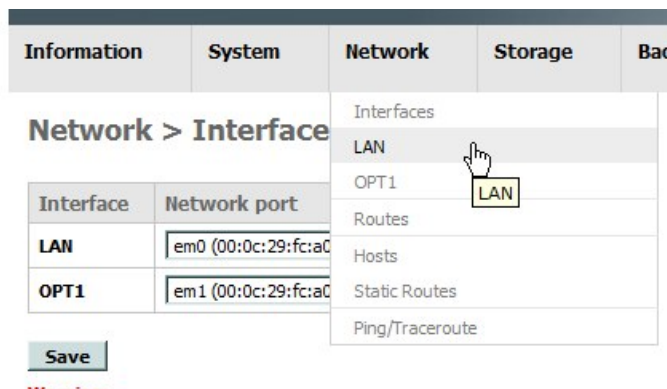 Information System Network Storage Bac
Interfaces
Network > Interface
LAN
LAN
OPT1
Interface Network port
Routes
LAN em0 (00:0c:29:fc:a0
Hosts
OPT1 em1 (00:0c:29:fc:a0
Static Routes
Ping/Traceroute
Save